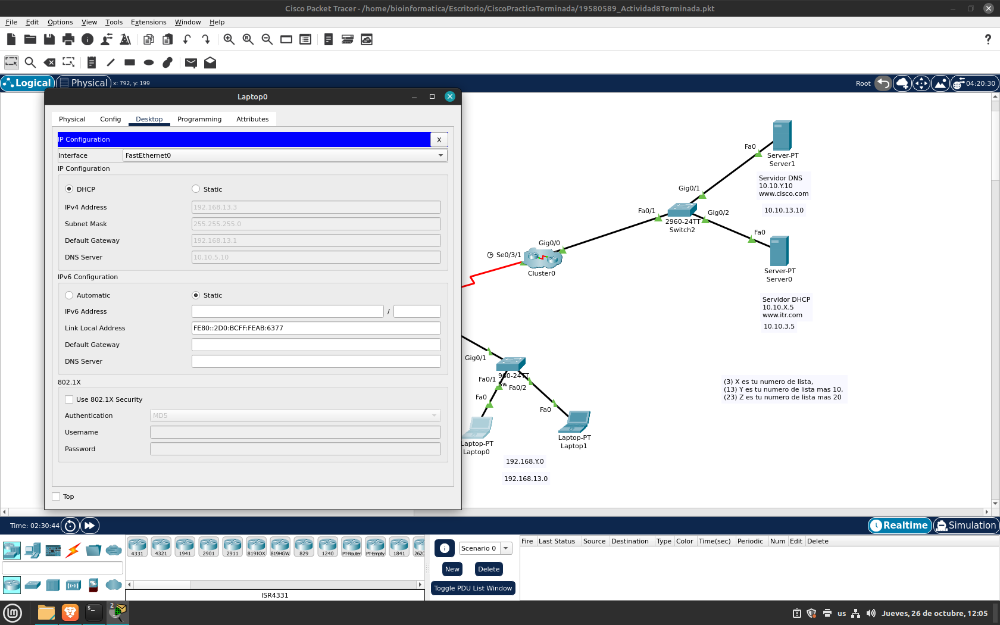 Cisco Packet Tracer - /home/bioinformatica/Escritorio/CiscoPracticaTerminada/19580589_Actividad8Terminada.pkt
File Edit Options View Tools Extensions Window Help
?
Logical Physical x: 792, y: 199 Root 04:20:30
Laptop0
Physical Config Desktop Programming Attributes
IP Configuration X
Interface FastEthernet0
IP Configuration
DHCP Static
IPv4 Address 192.168.13.3
Subnet Mask 255.255.255.0
Default Gateway 192.168.13.1
DNS Server 10.10.5.10
IPv6 Configuration
Automatic Static
IPv6 Address /
Link Local Address FE80::2D0:BCFF:FEAB:6377
Default Gateway
DNS Server
802.1X
Use 802.1X Security
Authentication MD5
Username
Password
Top
Fa0
Server-PT
Server1
Servidor DNS
10.10.Y.10
www.cisco.com
10.10.13.10
Gig0/1
Fa0/1
Gig0/2
2960-24TT
Switch2
Fa0
Server-PT
Server0
Servidor DHCP
10.10.X.5
www.itr.com
10.10.3.5
Gig0/0
Se0/3/1
Cluster0
Gig0/1
960-24TT
Sw
Fa0/1
Fa0/2
Fa0
Fa0
Laptop-PT
Laptop0
Laptop-PT
Laptop1
192.168.Y.0
192.168.13.0
(3) X es tu numero de lista,
(13) Y es tu numero de lista mas 10,
(23) Z es tu numero de lista mas 20
Time: 02:30:44 Realtime Simulation
4331 4321 1941 2901 2911 819IOX 819HGW 829 1240 PT-Router PT-Empty 1841 2620
ISR4331
Scenario 0
New Delete
Toggle PDU List Window
Fire Last Status Source Destination Type Color Time(sec) Periodic Num Edit Delete
2
us Jueves, 26 de octubre, 12:05